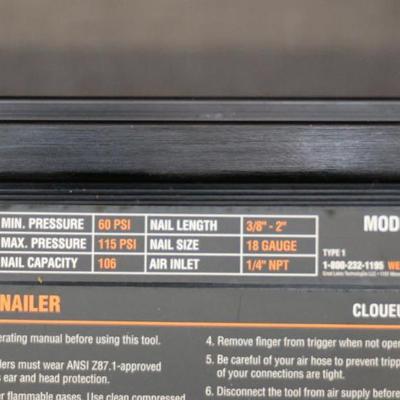 MIN. PRESSURE 60 PSI NAIL LENGTH 3/8" - 2" MOD
MAX. PRESSURE 115 PSI NAIL SIZE 18 GAUGE TYPE 1
NAIL CAPACITY 106 AIR INLET 1/4" NPT 1-800-232-1195 WE
NAILER CLOUEU
erating manual before using this tool.
ers must wear ANSI Z87.1-approved
s ear and head protection.
r flammable gases. Use clean compressed
4. Remove finger from trigger when not oper
5. Be careful of your air hose to prevent tripp
of your connections are tight.
6. Disconnect the tool from air supply before